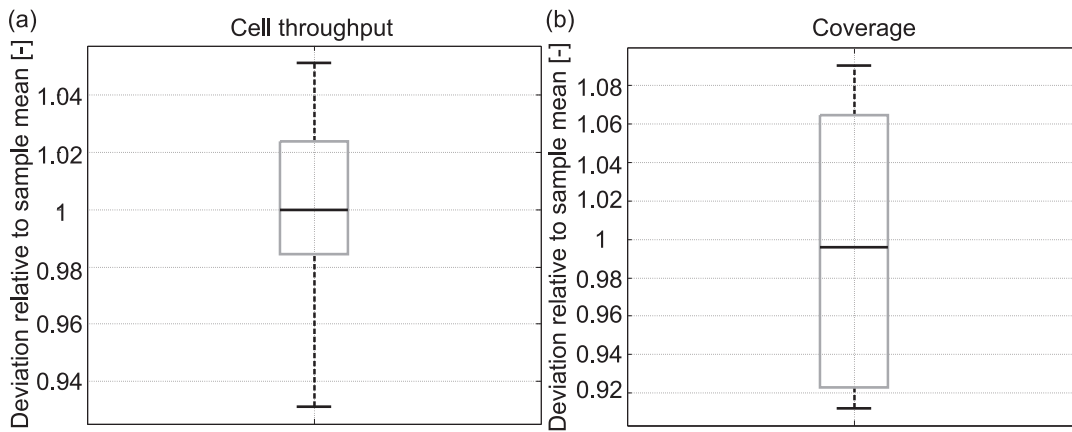 (a)
Cell throughput
Deviation relative to sample mean [-]
1.04
1.02
1
0.98
0.96
0.94
(b)
Coverage
Deviation relative to sample mean [-]
1.08
1.06
1.04
1.02
1
0.98
0.96
0.94
0.92